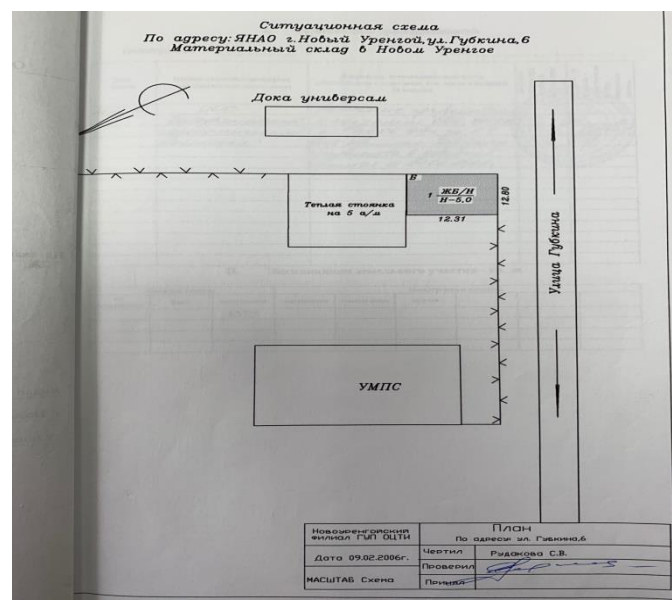 Ситуационная схема
По адресу: ЯНАО г.Новый Уренгой, ул.Губкина, 6
Материальный склад в Новом Уренгое
Дока универсам
Б
1 ЖБ/Н
Н-5,0
12.80
12.31
Теплая стоянка
на 5 а/м
Улица Губкина
УМПС
Новоуренгойский
филиал ГУП ОЦТИ
План
По адресу: ул. Губкина,6
Дата 09.02.2006г.
Чертил Рудакова С.В.
Проверил
МАСШТАБ Схема
Принял